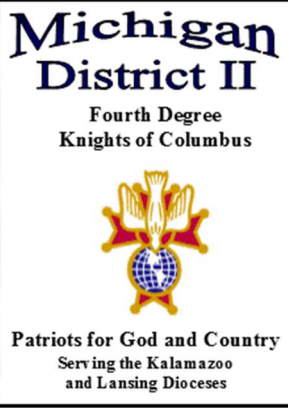 Michigan
District II
Fourth Degree
Knights of Columbus
Patriots for God and Country
Serving the Kalamazoo
and Lansing Dioceses